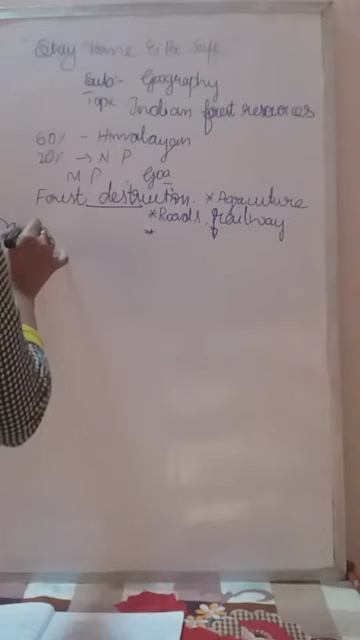 Stay Home & Be Safe
Sub:- Geography
Topic Indian forest resources
60% - Himalayan
20% → N P
M P Goa
Forest destruction. * Agriculture
* Roads, Railway
*